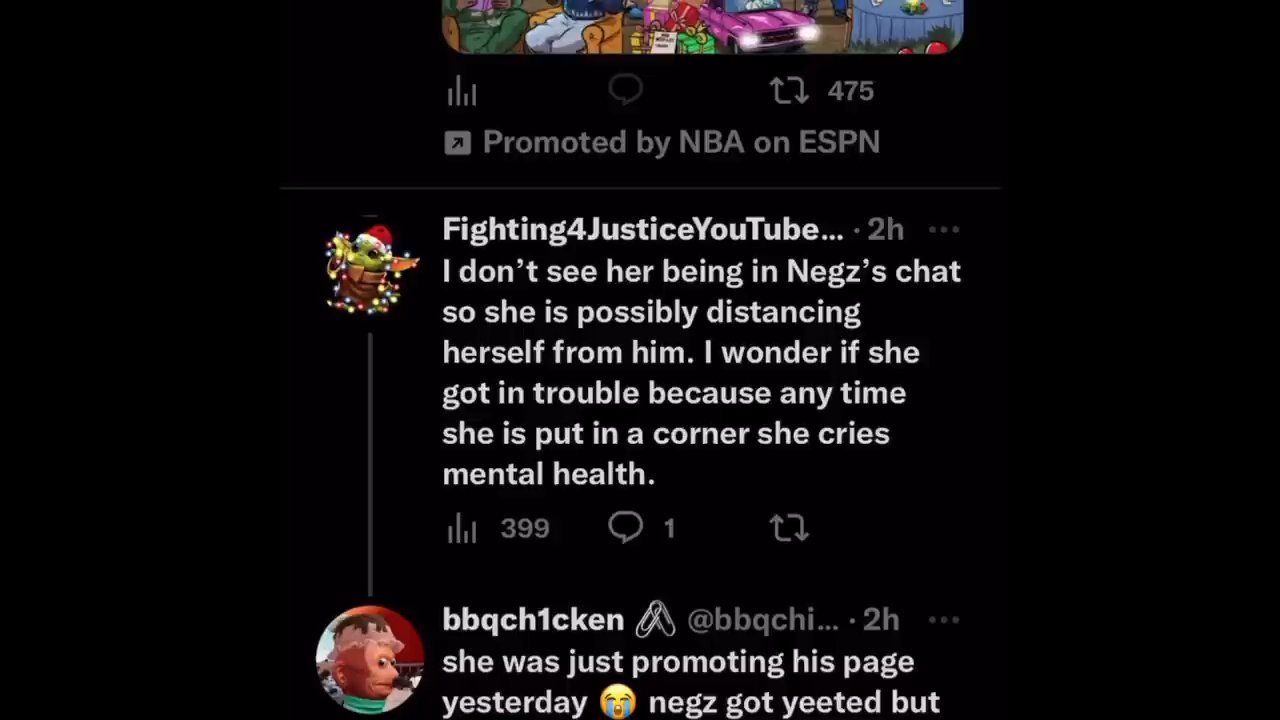 475
Promoted by NBA on ESPN
Fighting4JusticeYouTube... · 2h
I don’t see her being in Negz’s chat
so she is possibly distancing
herself from him. I wonder if she
got in trouble because any time
she is put in a corner she cries
mental health.
399 1
bbqch1cken @bbqchi... · 2h
she was just promoting his page
yesterday 😭 negz got yeeted but